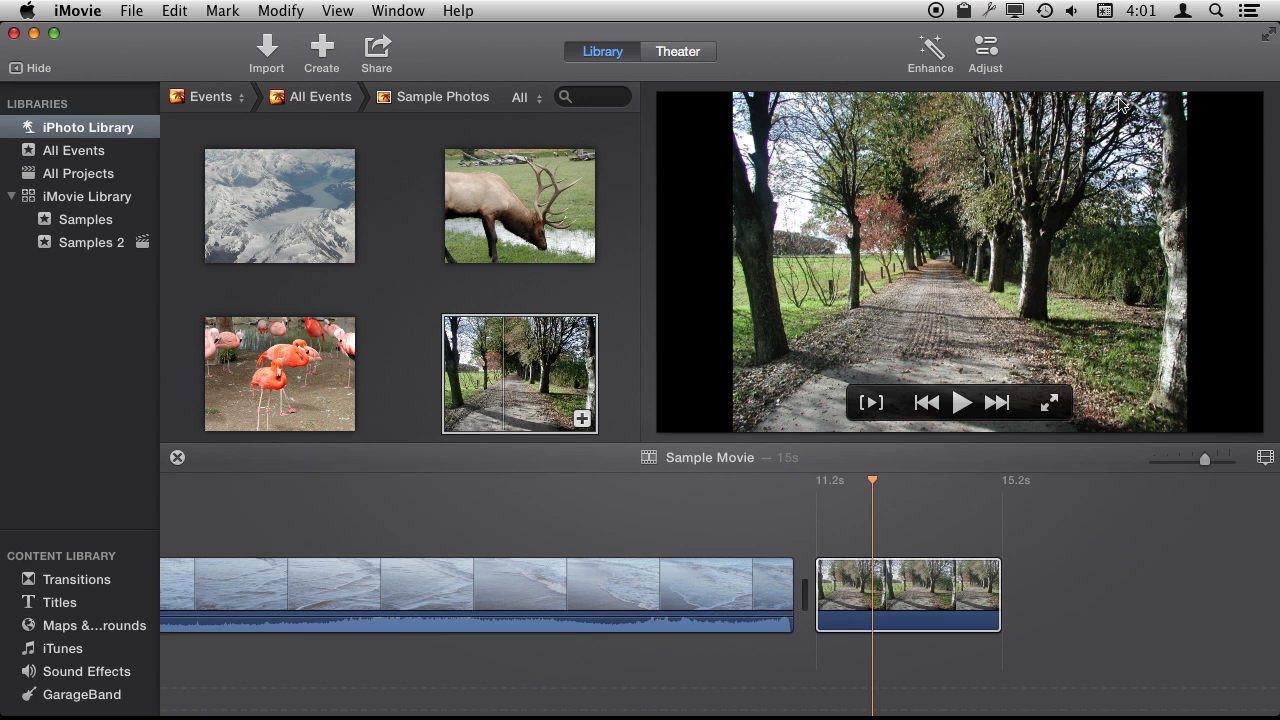 iMovie File Edit Mark Modify View Window Help 4:01
Hide Import Create Share Library Theater Enhance Adjust
LIBRARIES
iPhoto Library
All Events
All Projects
iMovie Library
Samples
Samples 2
Events All Events Sample Photos All
Sample Movie — 15s
11.2s 15.2s
CONTENT LIBRARY
Transitions
Titles
Maps &...rounds
iTunes
Sound Effects
GarageBand